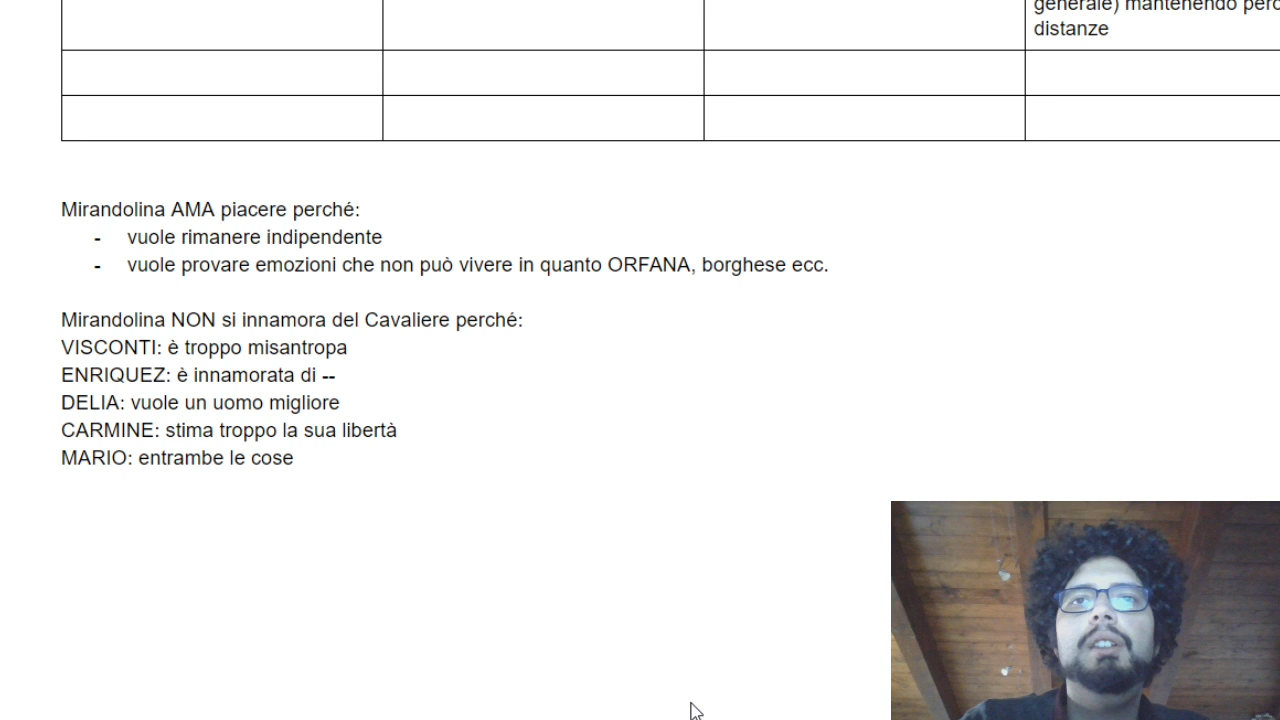 generale) mantenendo però
distanze
Mirandolina AMA piacere perché:
- vuole rimanere indipendente
- vuole provare emozioni che non può vivere in quanto ORFANA, borghese ecc.
Mirandolina NON si innamora del Cavaliere perché:
VISCONTI: è troppo misantropa
ENRIQUEZ: è innamorata di --
DELIA: vuole un uomo migliore
CARMINE: stima troppo la sua libertà
MARIO: entrambe le cose